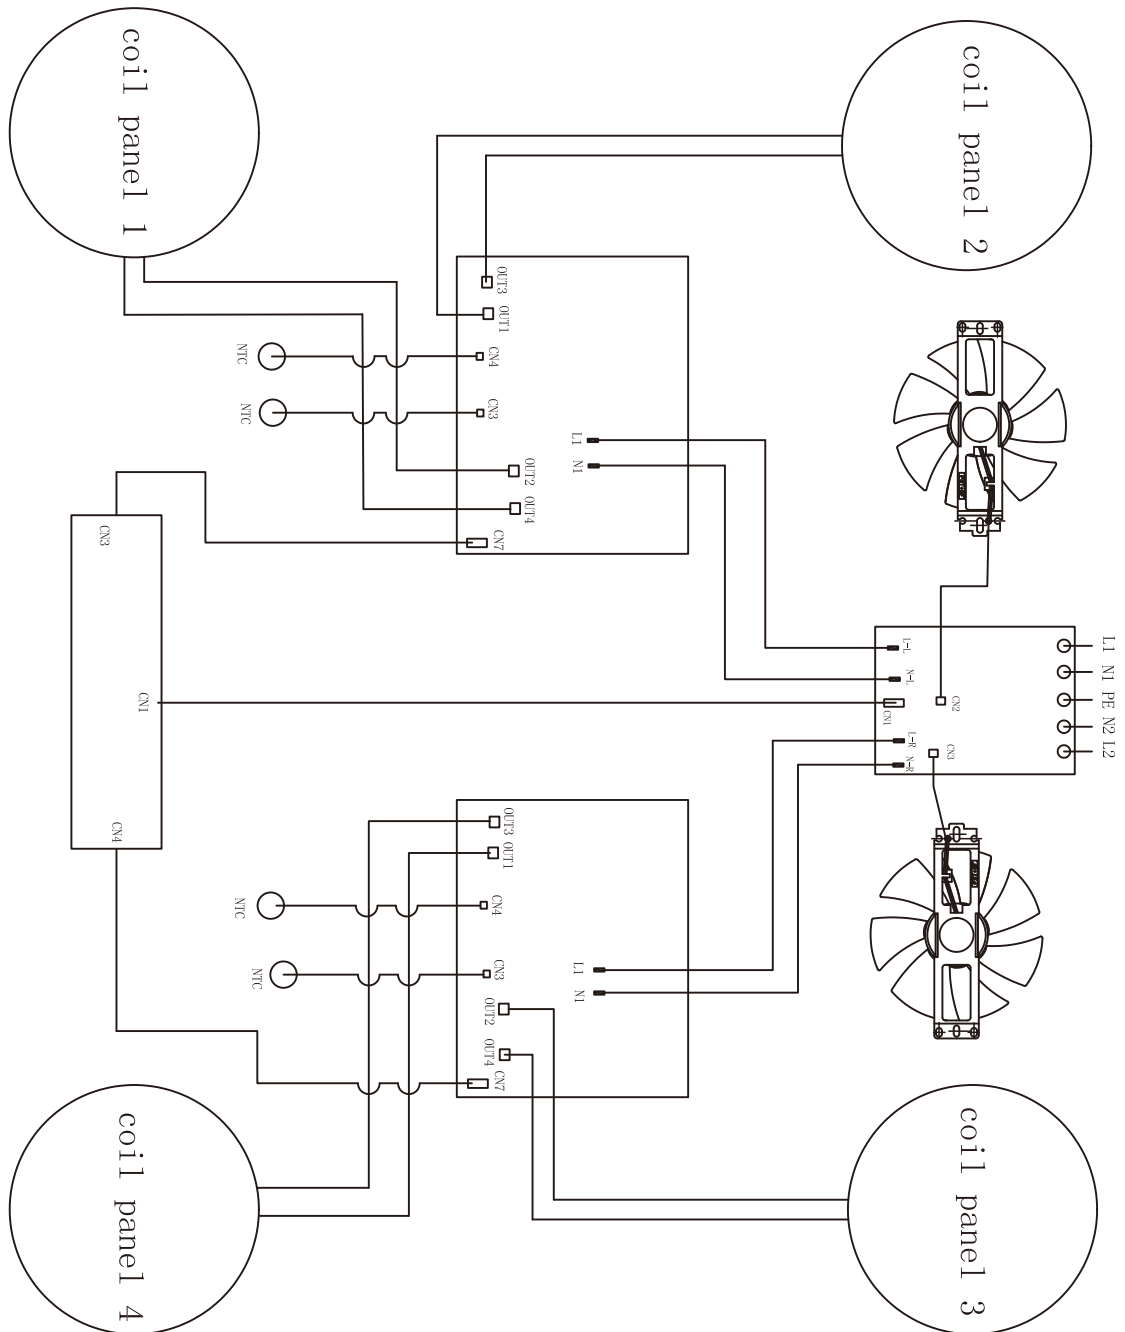 coil panel 1
coil panel 2
OUT3
OUT1
NTC
CN4
NTC
CN3
L1
N1
OUT2
OUT4
CN3
CN7
L-L
N-L
CN1
CN1
CN2
L-R
N-R
CN3
L1
N1
PE
N2
L2
OUT3
CN4
OUT1
NTC
CN4
NTC
CN3
L1
N1
OUT2
OUT4
CN7
coil panel 4
coil panel 3